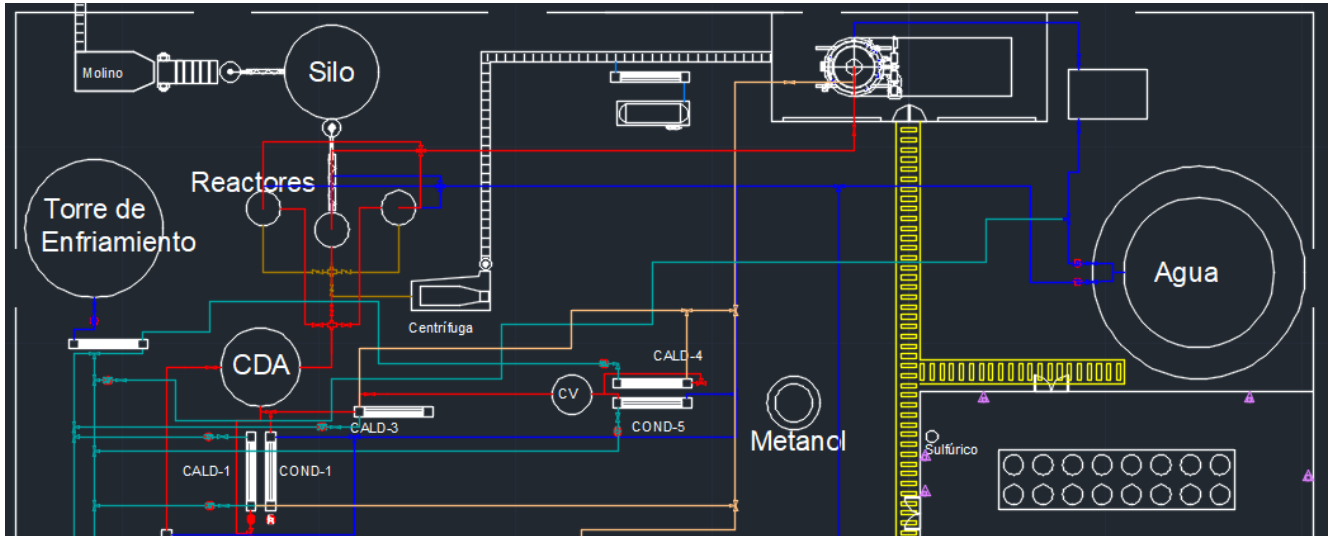 Molino
Silo
Reactores
Torre de
Enfriamiento
Agua
Centrífuga
CDA
CALD-4
CV
CALD-3
COND-5
Metanol
Sulfúrico
CALD-1
COND-1